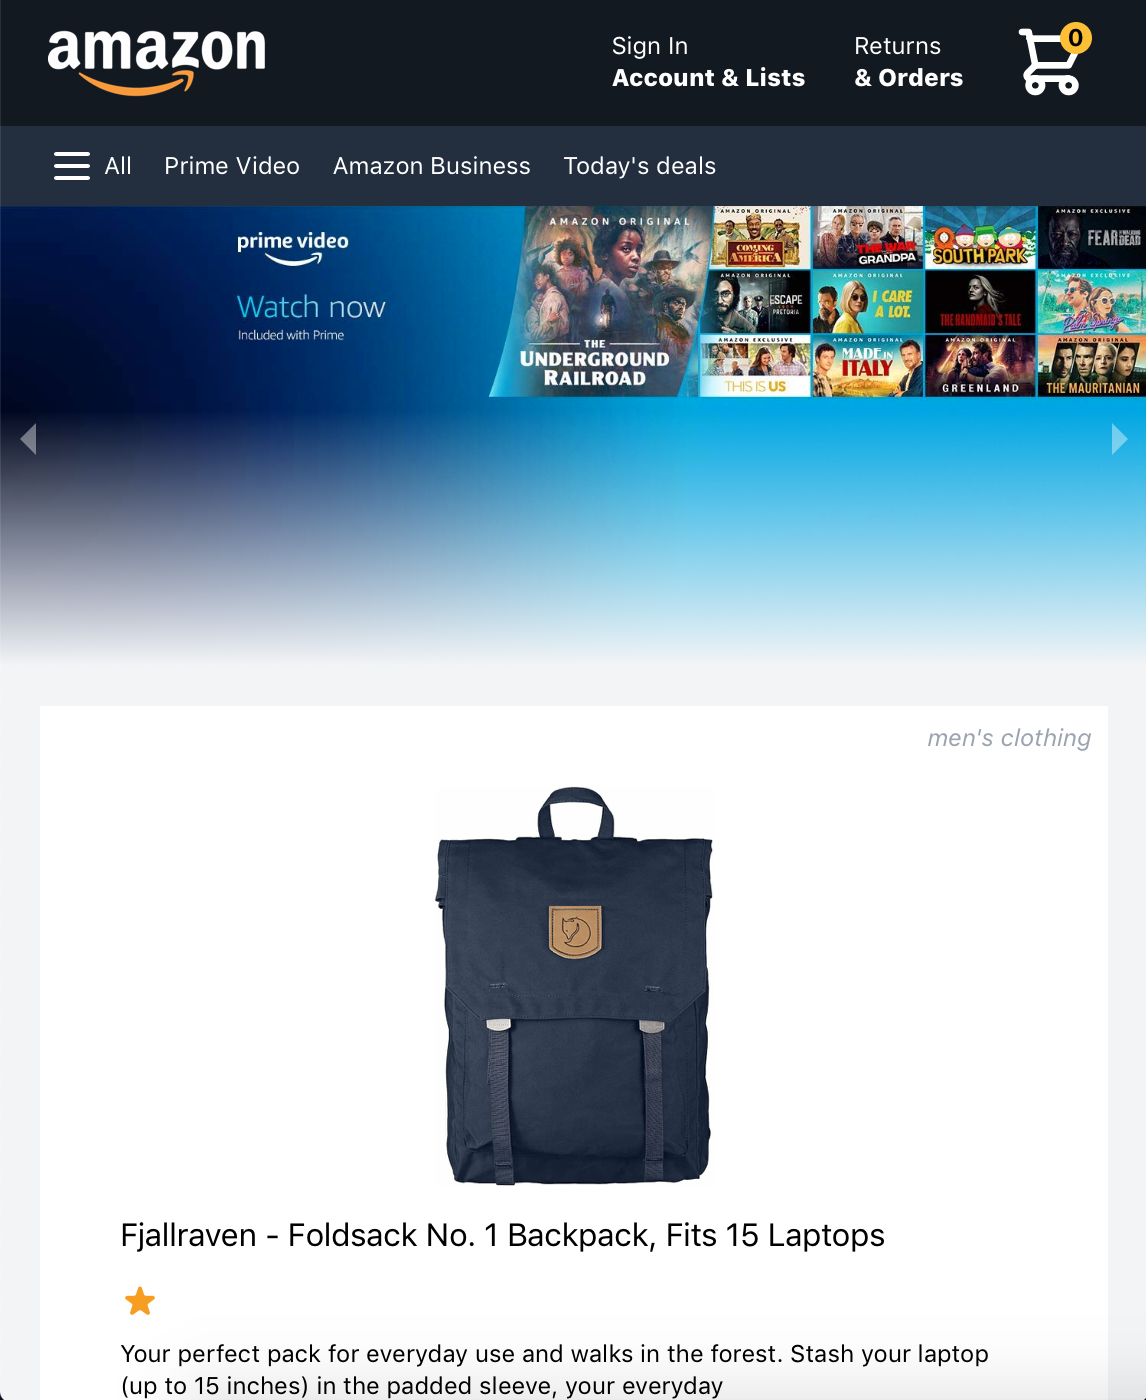 amazon
Sign In
Account & Lists
Returns
& Orders
0
All
Prime Video
Amazon Business
Today's deals
prime video
Watch now
Included with Prime
AMAZON ORIGINAL
THE
UNDERGROUND
RAILROAD
AMAZON ORIGINAL
COMING
AMERICA
AMAZON ORIGINAL
THE WAR
GRANDPA
SOUTH PARK
AMAZON EXCLUSIVE
FEAR THE WALKING DEAD
AMAZON ORIGINAL
ESCAPE
FROM
PRETORIA
AMAZON ORIGINAL
I CARE
A LOT.
THE HANDMAID'S TALE
AMAZON EXCLUSIVE
Palm Springs
AMAZON EXCLUSIVE
THIS IS US
AMAZON ORIGINAL
MADE IN
ITALY
AMAZON ORIGINAL
GREENLAND
AMAZON ORIGINAL
THE MAURITANIAN
men's clothing
Fjallraven - Foldsack No. 1 Backpack, Fits 15 Laptops
Your perfect pack for everyday use and walks in the forest. Stash your laptop
(up to 15 inches) in the padded sleeve, your everyday